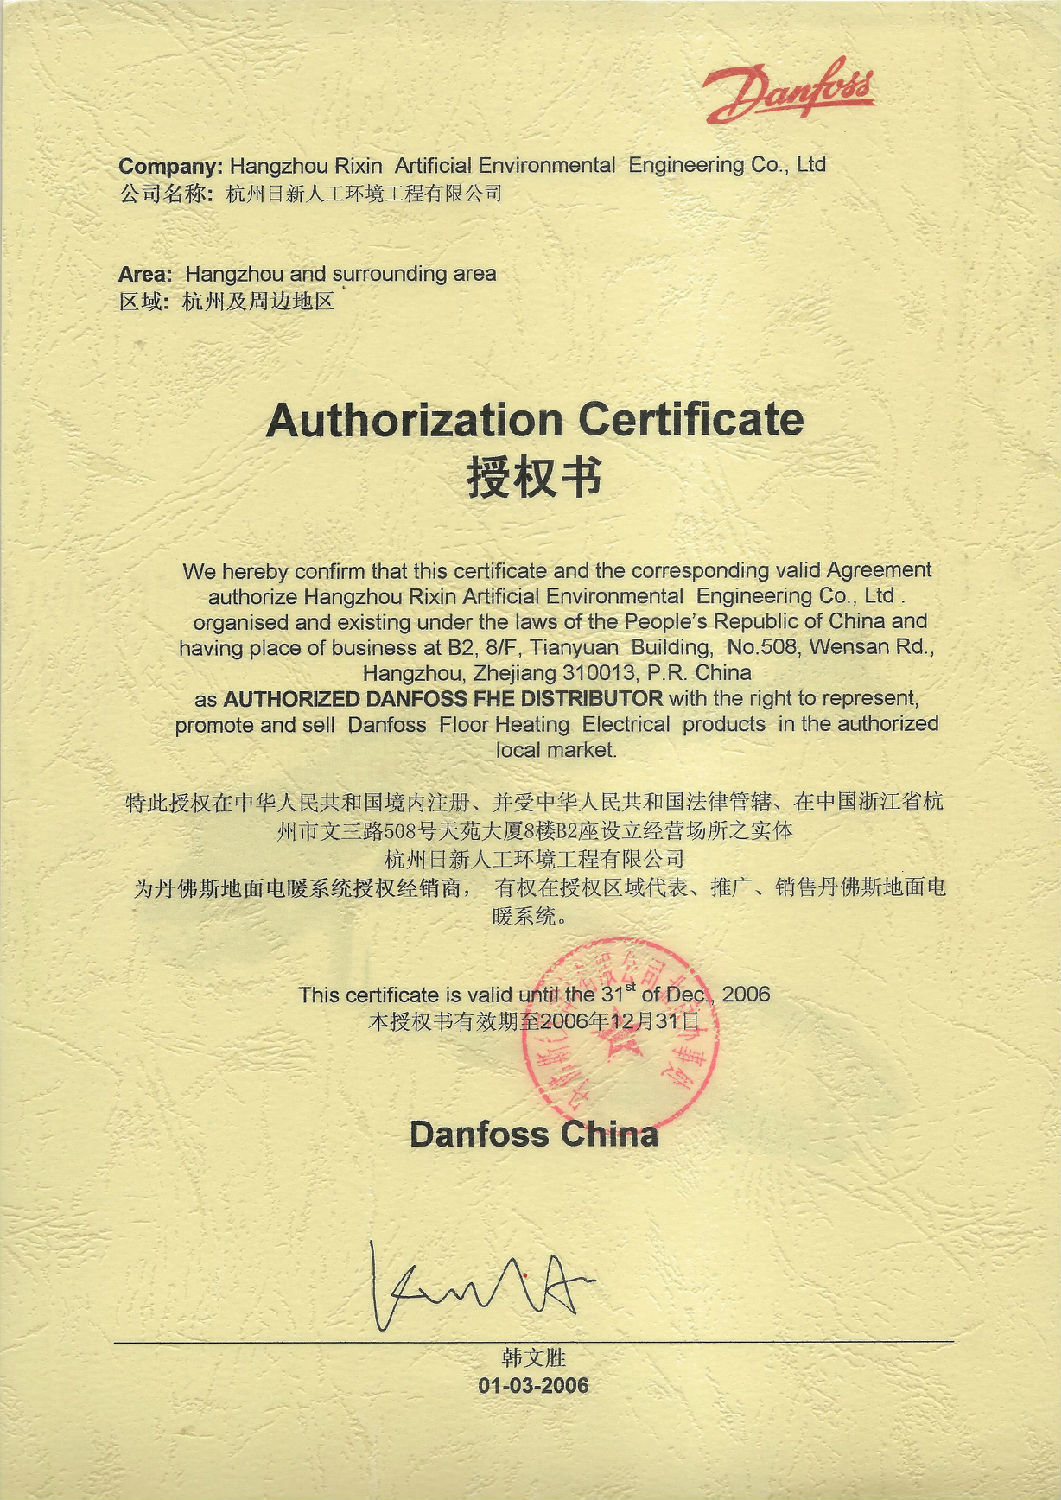 Danfoss
Company: Hangzhou Rixin Artificial Environmental Engineering Co., Ltd
公司名称: 杭州日新人工环境工程有限公司
Area: Hangzhou and surrounding area
区域: 杭州及周边地区
Authorization Certificate
授权书
We hereby confirm that this certificate and the corresponding valid Agreement
authorize Hangzhou Rixin Artificial Environmental Engineering Co., Ltd .
organised and existing under the laws of the People's Republic of China and
having place of business at B2, 8/F, Tianyuan Building, No.508, Wensan Rd.,
Hangzhou, Zhejiang 310013, P.R. China
as AUTHORIZED DANFOSS FHE DISTRIBUTOR with the right to represent,
promote and sell Danfoss Floor Heating Electrical products in the authorized
local market.
特此授权在中华人民共和国境内注册、并受中华人民共和国法律管辖、在中国浙江省杭
州市文三路508号天苑大厦8楼B2座设立经营场所之实体
杭州日新人工环境工程有限公司
为丹佛斯地面电暖系统授权经销商， 有权在授权区域代表、推广、销售丹佛斯地面电
暖系统。
This certificate is valid until the 31st of Dec., 2006
本授权书有效期至2006年12月31日
Danfoss China
韩文胜
01-03-2006